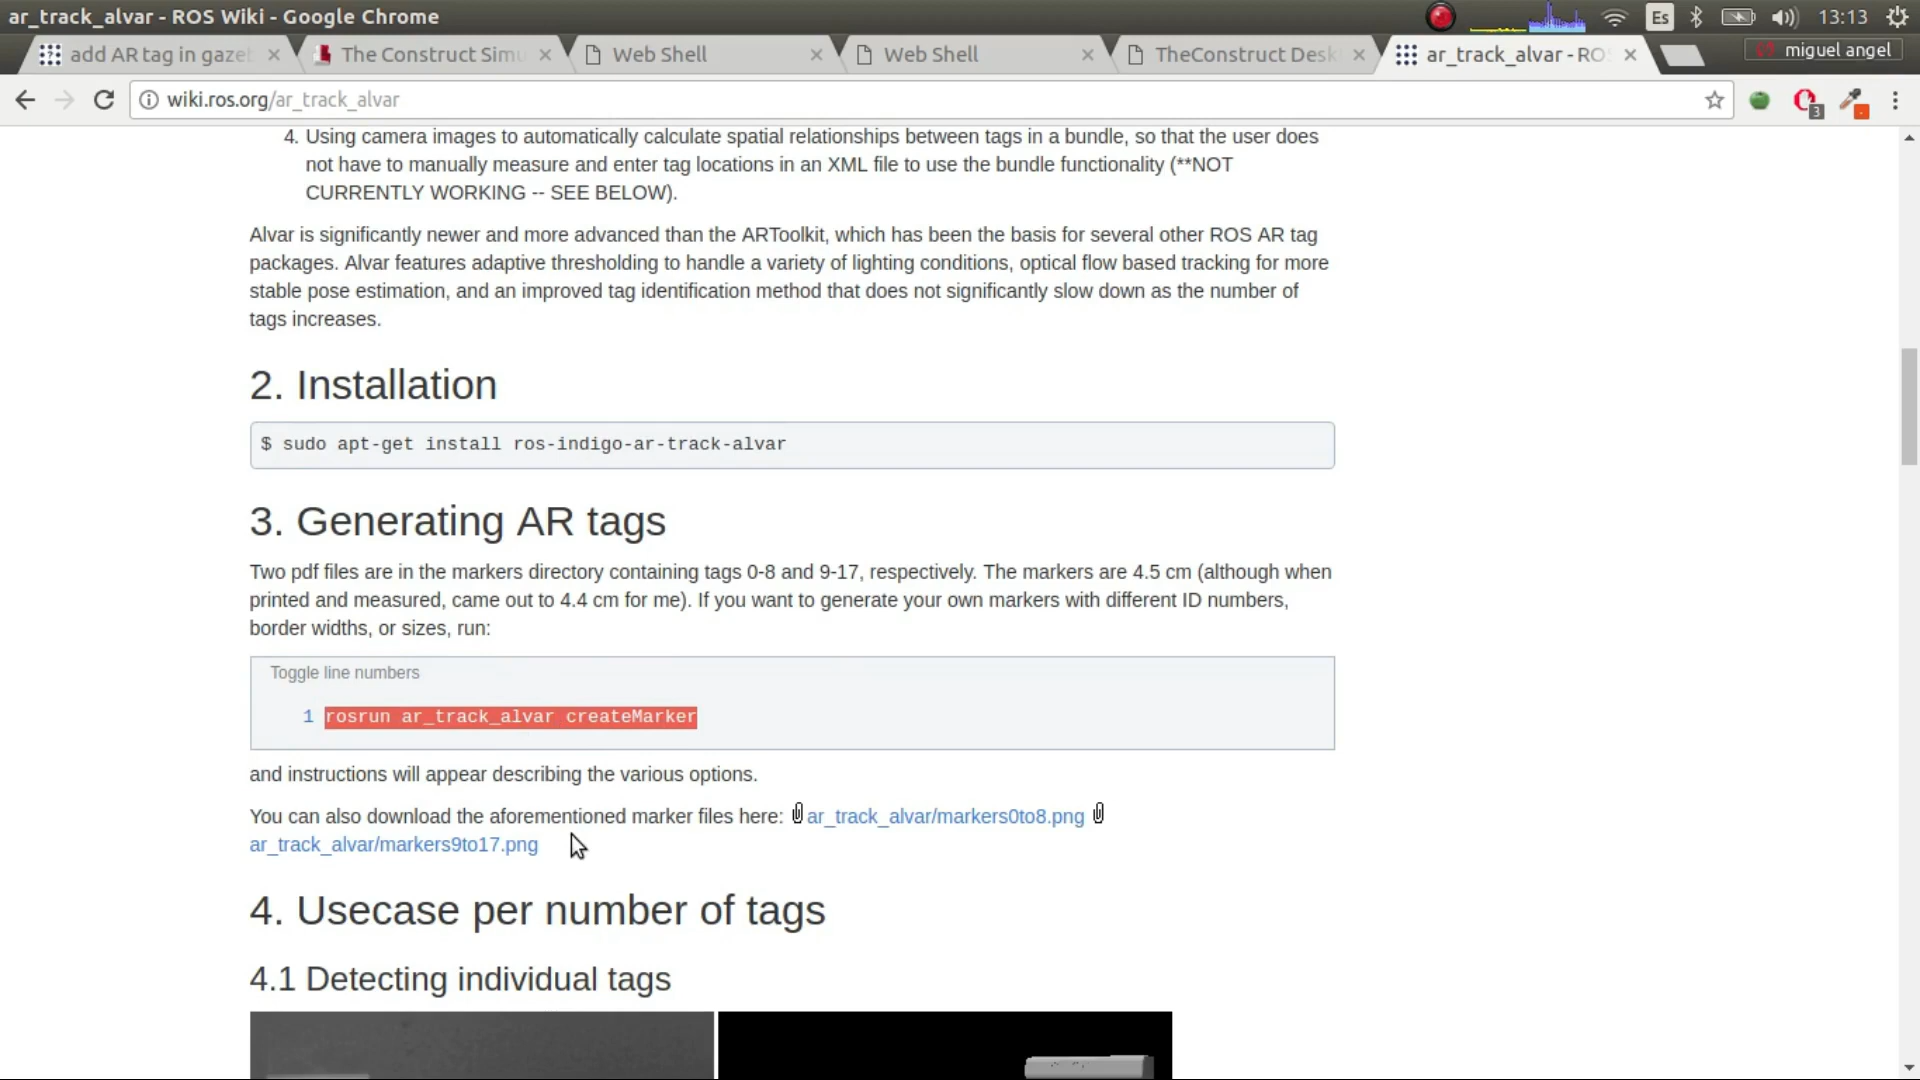 ar_track_alvar - ROS Wiki - Google Chrome
Es
13:13
add AR tag in gazeb
The Construct Simu
Web Shell
Web Shell
TheConstruct Desk
ar_track_alvar - ROS
miguel angel
wiki.ros.org/ar_track_alvar
3
4. Using camera images to automatically calculate spatial relationships between tags in a bundle, so that the user does
not have to manually measure and enter tag locations in an XML file to use the bundle functionality (**NOT
CURRENTLY WORKING -- SEE BELOW).
Alvar is significantly newer and more advanced than the ARToolkit, which has been the basis for several other ROS AR tag
packages. Alvar features adaptive thresholding to handle a variety of lighting conditions, optical flow based tracking for more
stable pose estimation, and an improved tag identification method that does not significantly slow down as the number of
tags increases.
2. Installation
$ sudo apt-get install ros-indigo-ar-track-alvar
3. Generating AR tags
Two pdf files are in the markers directory containing tags 0-8 and 9-17, respectively. The markers are 4.5 cm (although when
printed and measured, came out to 4.4 cm for me). If you want to generate your own markers with different ID numbers,
border widths, or sizes, run:
Toggle line numbers
1 rosrun ar_track_alvar createMarker
and instructions will appear describing the various options.
You can also download the aforementioned marker files here: ar_track_alvar/markers0to8.png
ar_track_alvar/markers9to17.png
4. Usecase per number of tags
4.1 Detecting individual tags